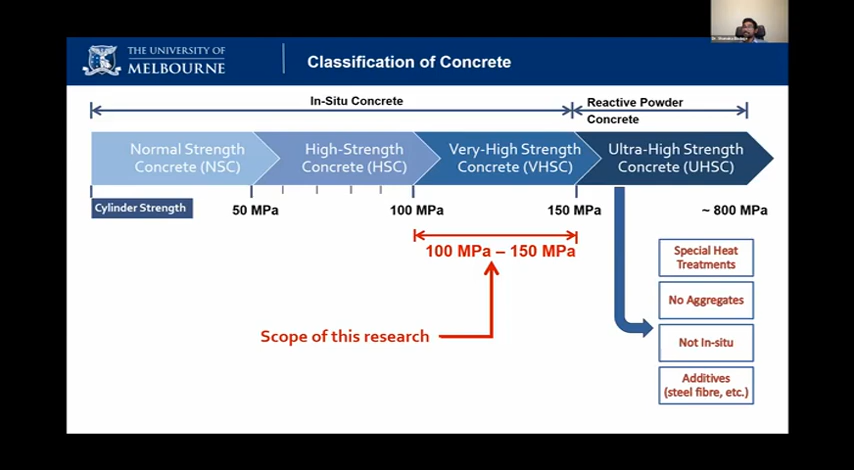 THE UNIVERSITY OF
MELBOURNE
Classification of Concrete
In-Situ Concrete
Reactive Powder
Concrete
Normal Strength
Concrete (NSC)
High-Strength
Concrete (HSC)
Very-High Strength
Concrete (VHSC)
Ultra-High Strength
Concrete (UHSC)
Cylinder Strength
50 MPa
100 MPa
150 MPa
~ 800 MPa
100 MPa – 150 MPa
Scope of this research
Special Heat
Treatments
No Aggregates
Not In-situ
Additives
(steel fibre, etc.)